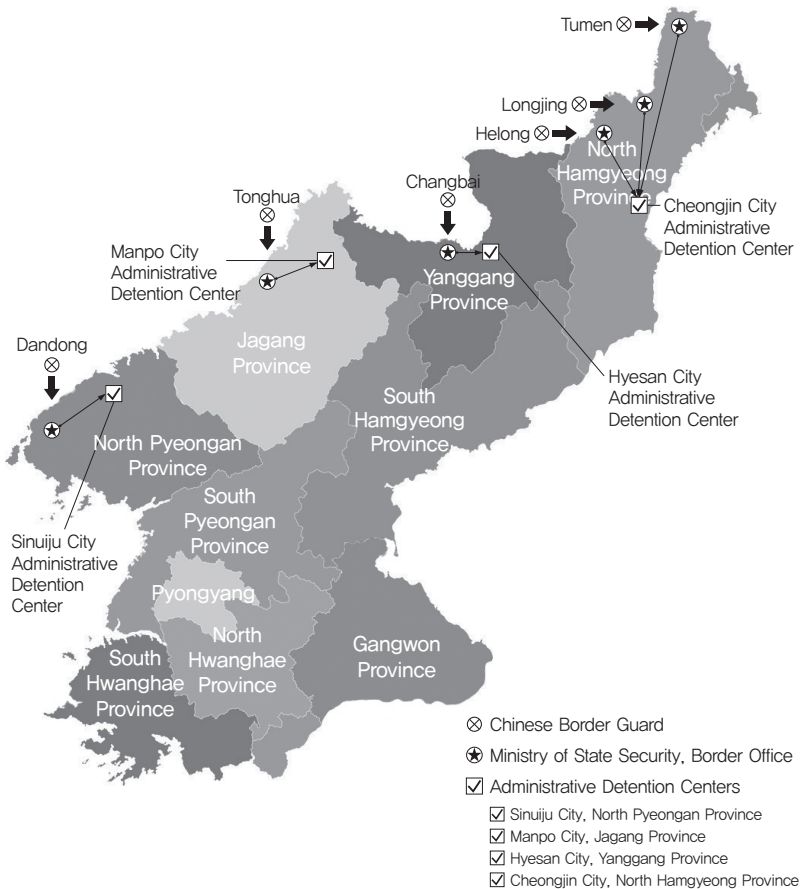 Tumen
Longjing
Helong
North
Hamgyeong
Province
Changbai
Tonghua
Cheongjin City
Administrative
Detention Center
Manpo City
Administrative
Detention Center
Yanggang
Province
Jagang
Province
Dandong
Hyesan City
Administrative
Detention Center
South
Hamgyeong
Province
North Pyeongan
Province
South
Pyeongan
Province
Sinuiju City
Administrative
Detention
Center
Pyongyang
North
Hwanghae
Province
Gangwon
Province
South
Hwanghae
Province
Chinese Border Guard
Ministry of State Security, Border Office
Administrative Detention Centers
Sinuiju City, North Pyeongan Province
Manpo City, Jagang Province
Hyesan City, Yanggang Province
Cheongjin City, North Hamgyeong Province